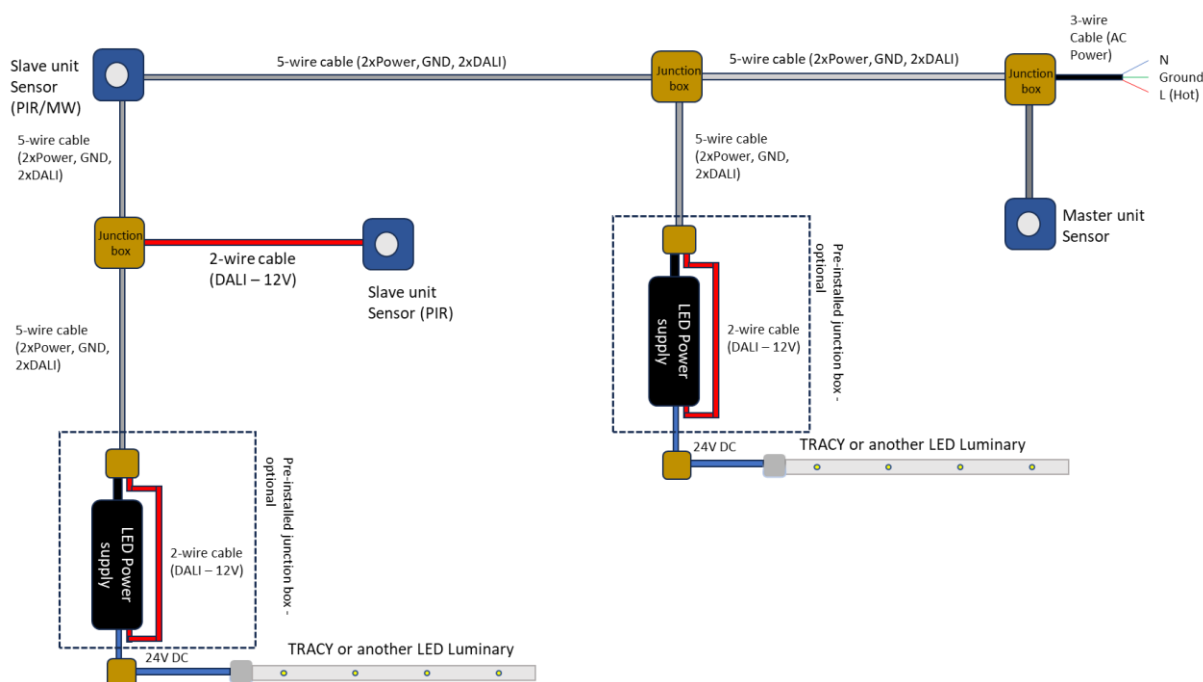 3-wire
Cable (AC
Power)
N
Ground
L (Hot)
Slave unit
Sensor
(PIR/MW)
5-wire cable (2xPower, GND, 2xDALI)
Junction
box
5-wire cable (2xPower, GND, 2xDALI)
Junction
box
5-wire cable
(2xPower, GND,
2xDALI)
5-wire cable
(2xPower, GND,
2xDALI)
Master unit
Sensor
Junction
box
2-wire cable
(DALI – 12V)
Slave unit
Sensor (PIR)
Pre-installed junction box -
optional
LED Power
supply
2-wire cable
(DALI – 12V)
5-wire cable
(2xPower, GND,
2xDALI)
24V DC
TRACY or another LED Luminary
Pre-installed junction box -
optional
LED Power
supply
2-wire cable
(DALI – 12V)
24V DC
TRACY or another LED Luminary